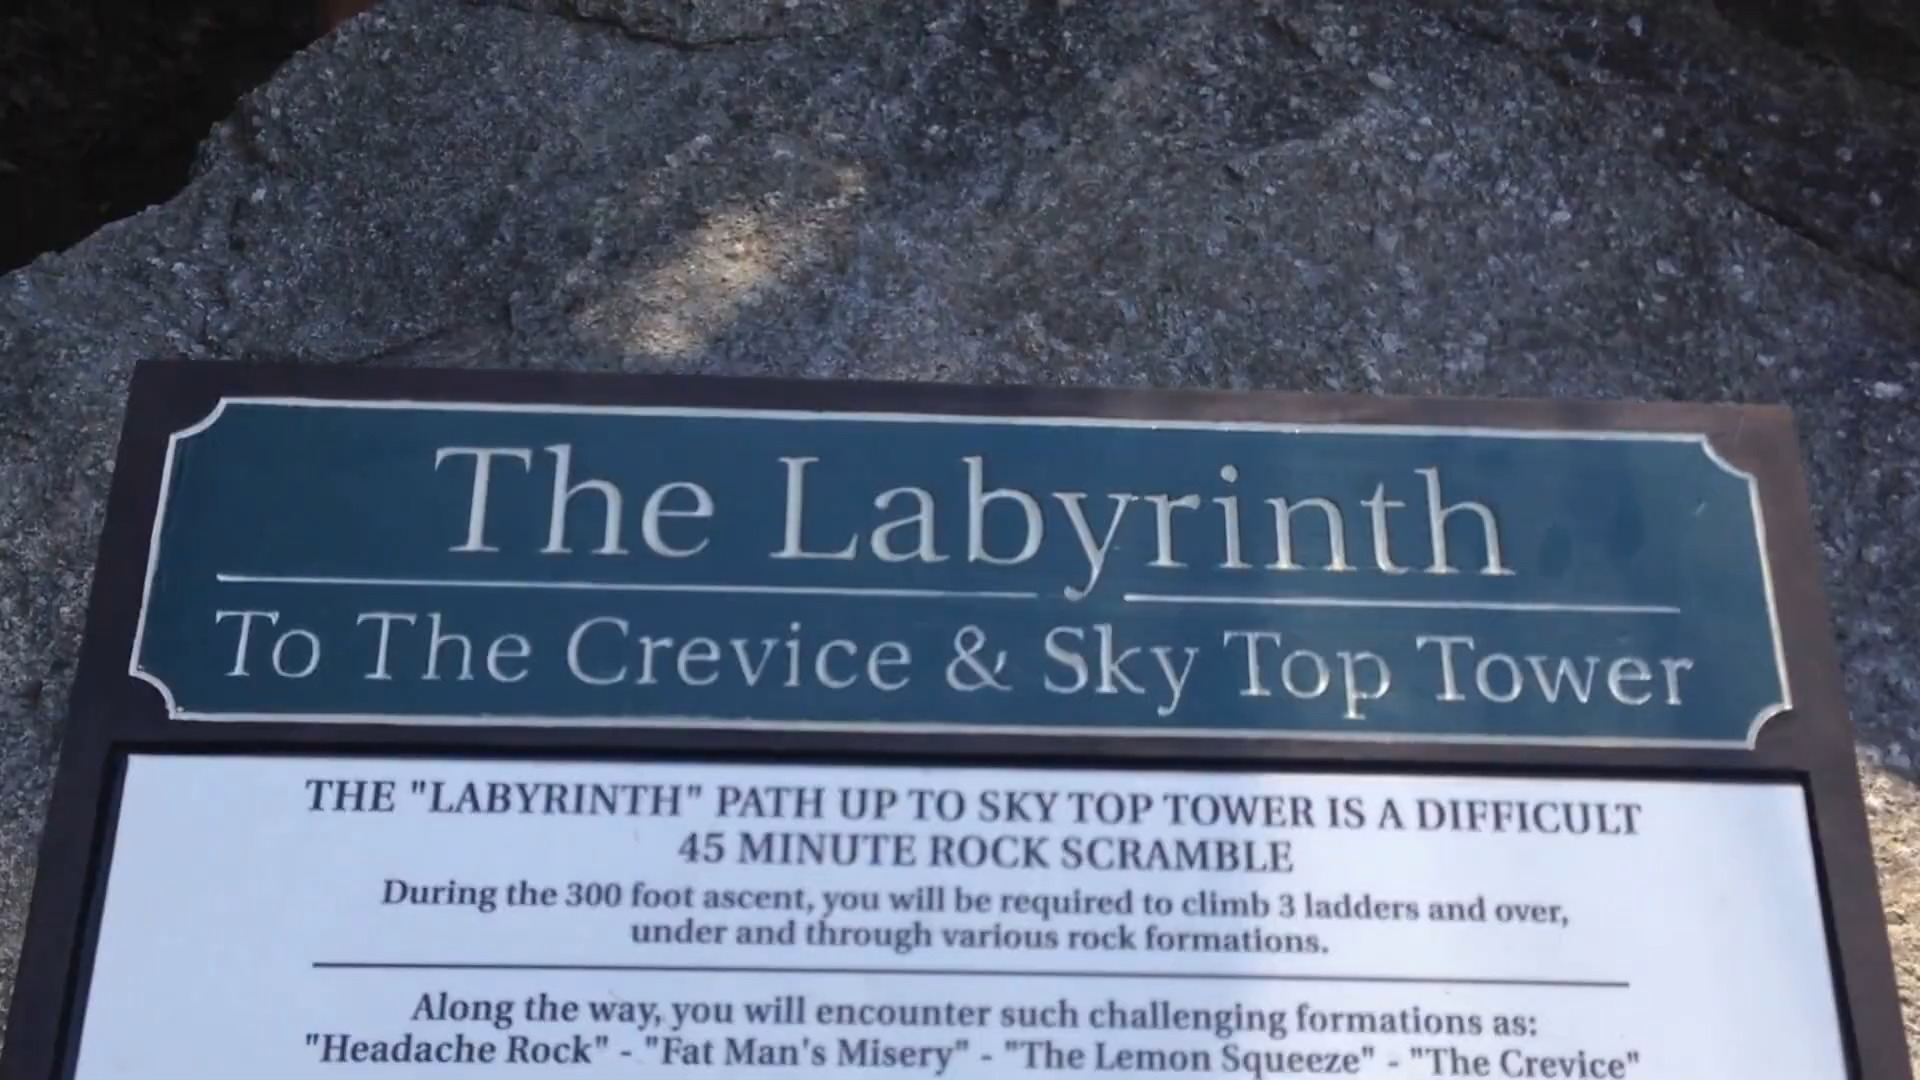 The Labyrinth
To The Crevice & Sky Top Tower
THE "LABYRINTH" PATH UP TO SKY TOP TOWER IS A DIFFICULT
45 MINUTE ROCK SCRAMBLE
During the 300 foot ascent, you will be required to climb 3 ladders and over,
under and through various rock formations.
Along the way, you will encounter such challenging formations as:
"Headache Rock" - "Fat Man's Misery" - "The Lemon Squeeze" - "The Crevice"